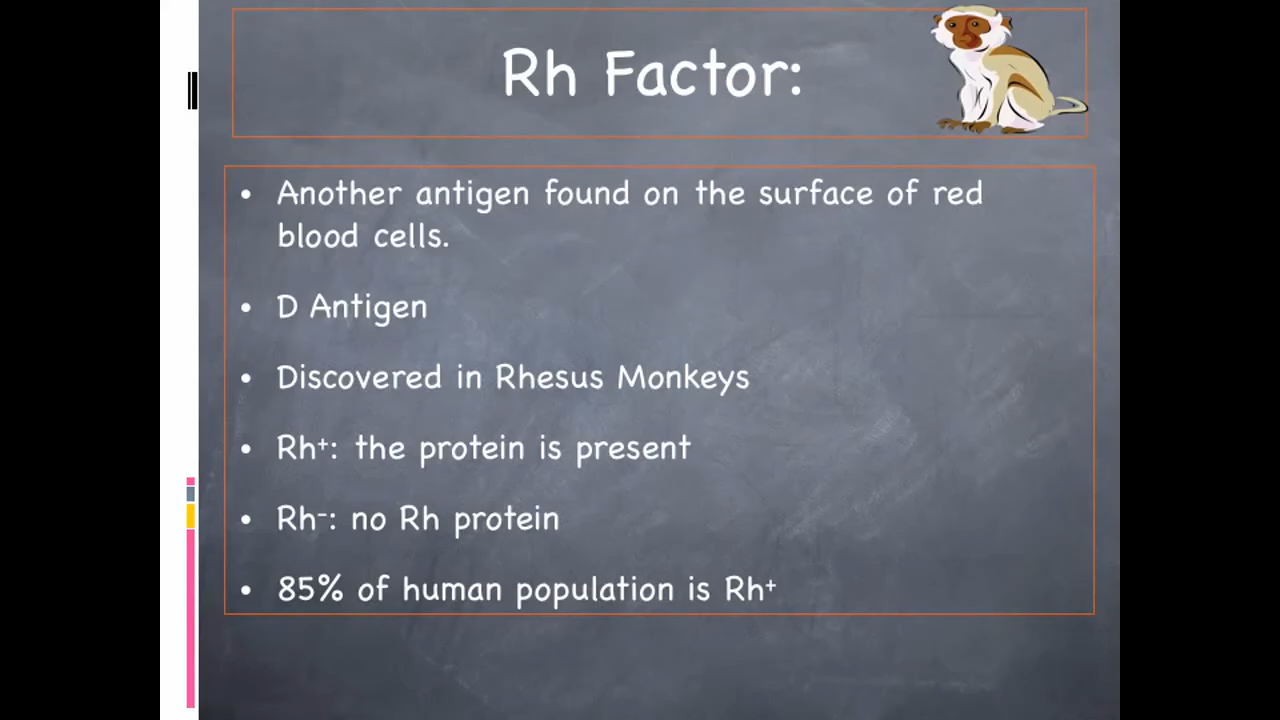 Rh Factor:
• Another antigen found on the surface of red
blood cells.
• D Antigen
• Discovered in Rhesus Monkeys
• Rh⁺: the protein is present
• Rh⁻: no Rh protein
• 85% of human population is Rh⁺